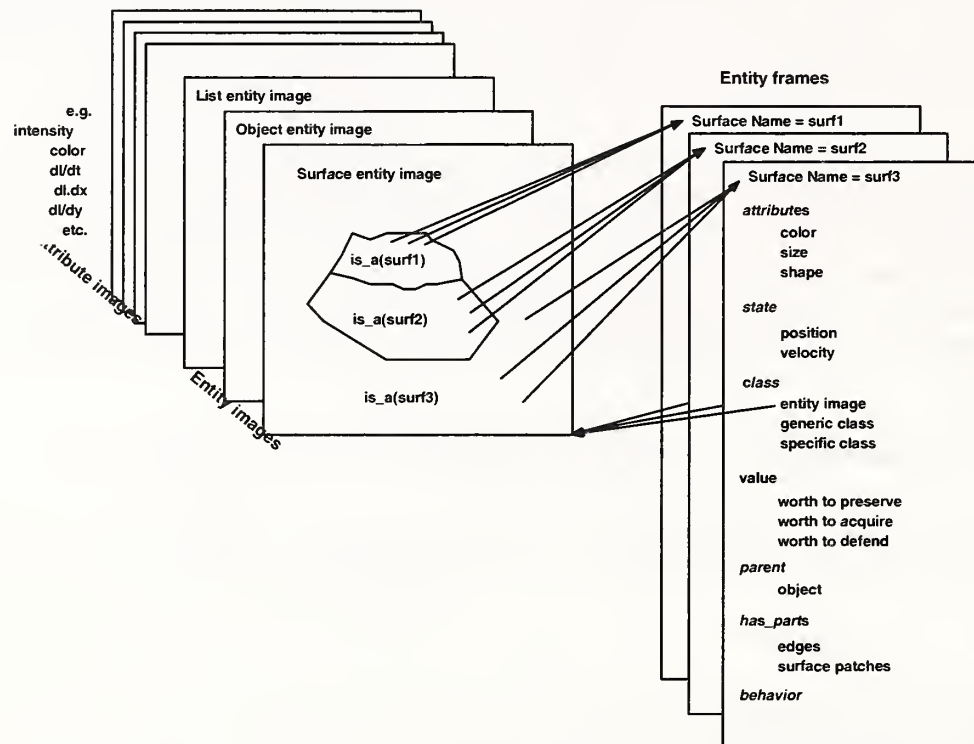 e.g.
intensity
color
dI/dt
dI.dx
dI/dy
etc.
.tribute images
Entity images
List entity image
Object entity image
Surface entity image
is_a(surf1)
is_a(surf2)
is_a(surf3)
Entity frames
Surface Name = surf1
Surface Name = surf2
Surface Name = surf3
attributes
color
size
shape
state
position
velocity
class
entity image
generic class
specific class
value
worth to preserve
worth to acquire
worth to defend
parent
object
has_parts
edges
surface patches
behavior